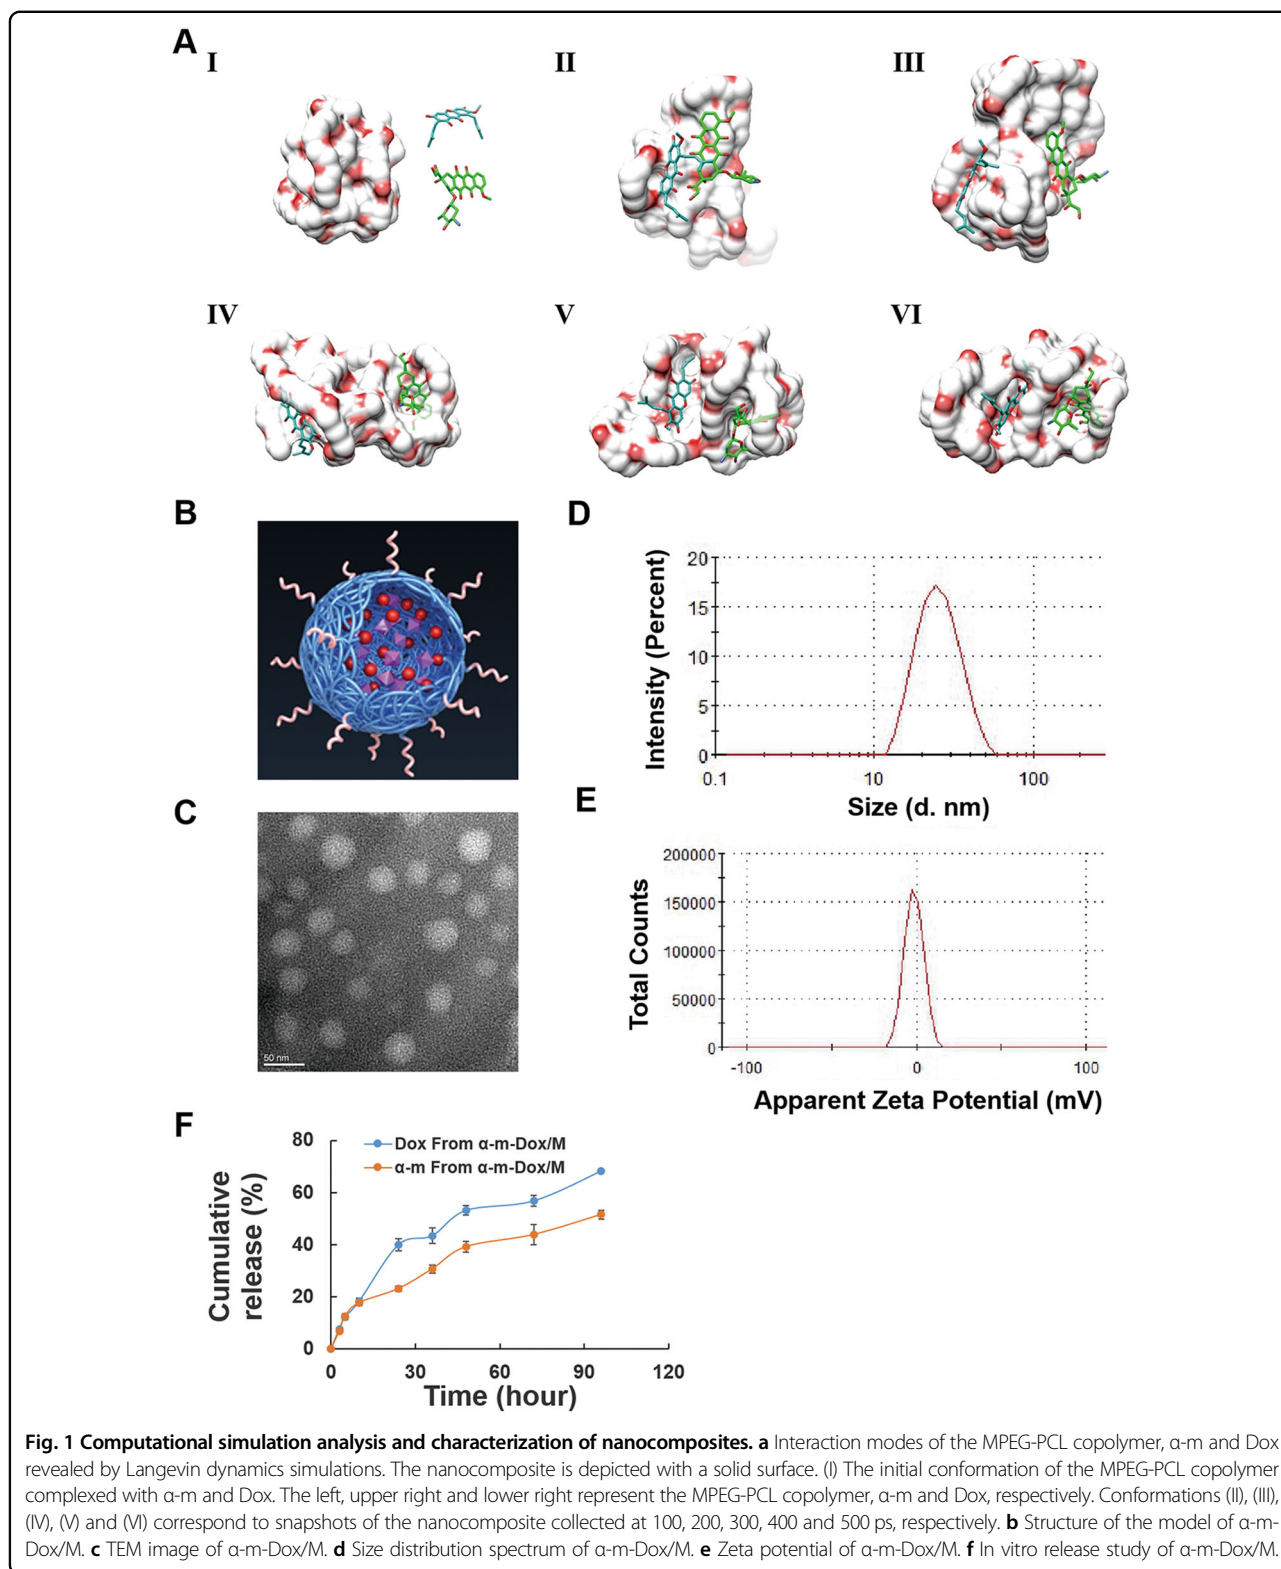 A
I
II
III
IV
V
VI
B
D
20
15
10
5
0
0.1
10
100
Intensity (Percent)
Size (d. nm)
C
50 nm
E
200000
150000
100000
50000
0
-100
0
100
Total Counts
Apparent Zeta Potential (mV)
F
80
60
40
20
0
0
30
60
90
120
Dox From α-m-Dox/M
α-m From α-m-Dox/M
Cumulative
release (%)
Time (hour)
Fig. 1 Computational simulation analysis and characterization of nanocomposites. a Interaction modes of the MPEG-PCL copolymer, α-m and Dox
revealed by Langevin dynamics simulations. The nanocomposite is depicted with a solid surface. (I) The initial conformation of the MPEG-PCL copolymer
complexed with α-m and Dox. The left, upper right and lower right represent the MPEG-PCL copolymer, α-m and Dox, respectively. Conformations (II), (III),
(IV), (V) and (VI) correspond to snapshots of the nanocomposite collected at 100, 200, 300, 400 and 500 ps, respectively. b Structure of the model of α-m-
Dox/M. c TEM image of α-m-Dox/M. d Size distribution spectrum of α-m-Dox/M. e Zeta potential of α-m-Dox/M. f In vitro release study of α-m-Dox/M.